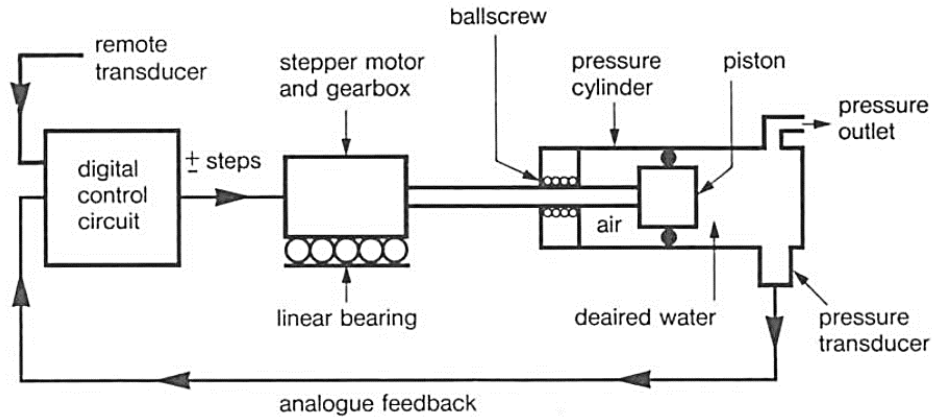 ballscrew
remote
transducer
stepper motor
and gearbox
pressure
cylinder
piston
pressure
outlet
digital
control
circuit
± steps
air
linear bearing
deaired water
pressure
transducer
analogue feedback